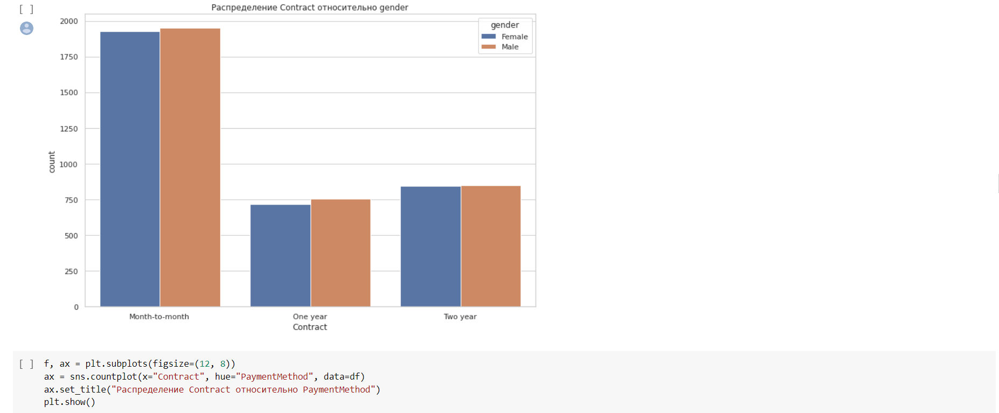 [ ]
Распределение Contract относительно gender
2000
1750
1500
1250
1000
750
500
250
0
count
gender
Female
Male
Month-to-month One year Two year
Contract
[ ] f, ax = plt.subplots(figsize=(12, 8))
ax = sns.countplot(x="Contract", hue="PaymentMethod", data=df)
ax.set_title("Распределение Contract относительно PaymentMethod")
plt.show()